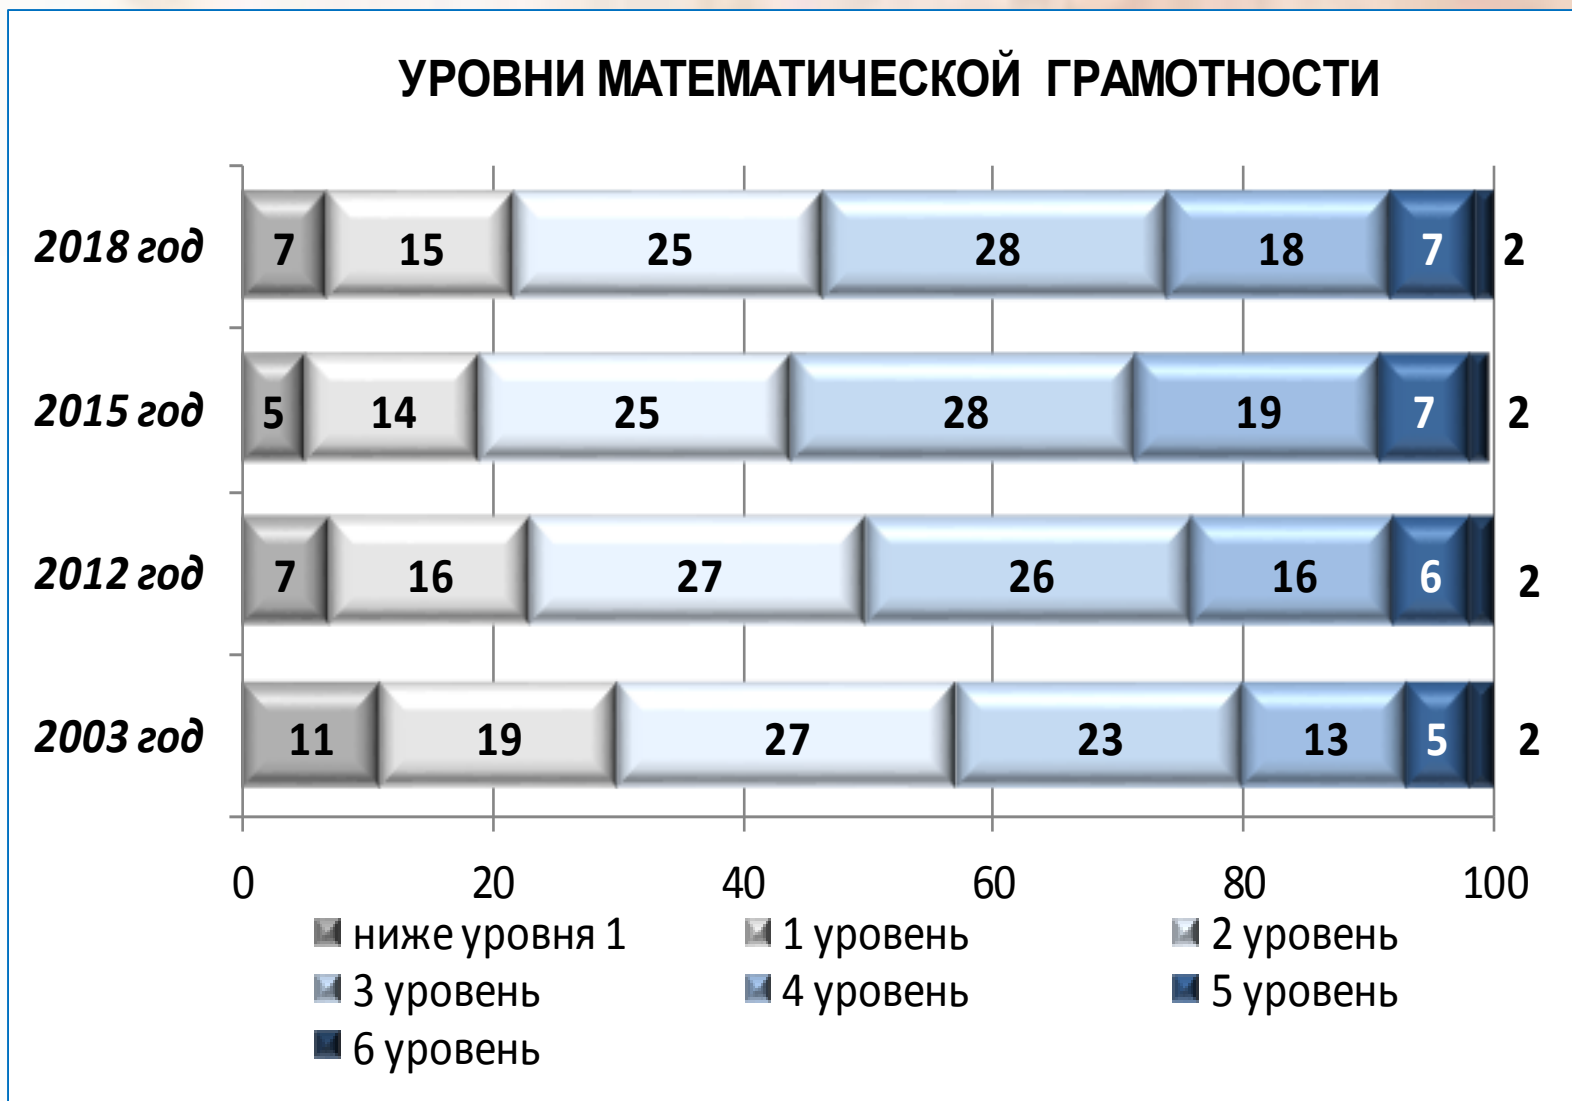 УРОВНИ МАТЕМАТИЧЕСКОЙ ГРАМОТНОСТИ
2018 год 7 15 25 28 18 7 2
2015 год 5 14 25 28 19 7 2
2012 год 7 16 27 26 16 6 2
2003 год 11 19 27 23 13 5 2
0 20 40 60 80 100
ниже уровня 1 1 уровень 2 уровень
3 уровень 4 уровень 5 уровень
6 уровень